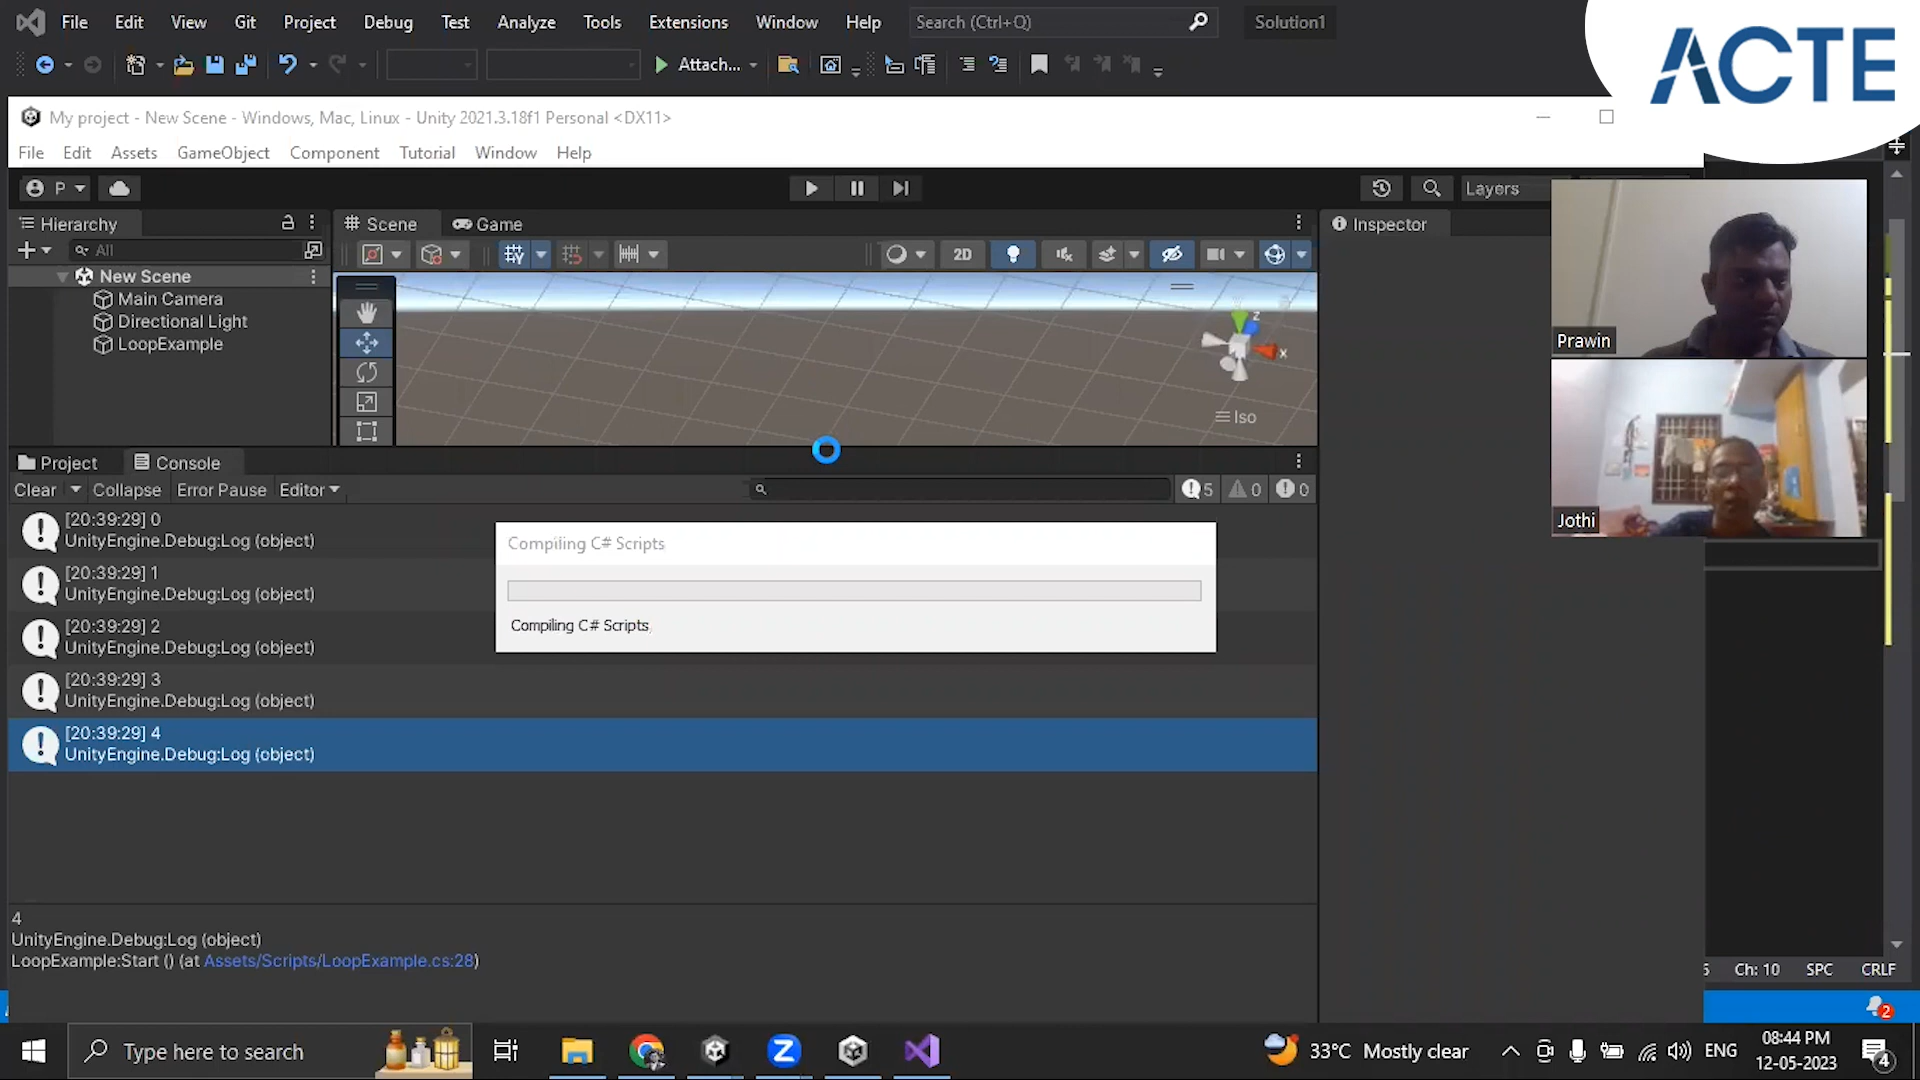 File Edit View Git Project Debug Test Analyze Tools Extensions Window Help Search (Ctrl+Q) Solution1
ACTE
Attach...
My project - New Scene - Windows, Mac, Linux - Unity 2021.3.18f1 Personal <DX11>
File Edit Assets GameObject Component Tutorial Window Help
P Layers
Hierarchy Scene Game Inspector
All 2D
New Scene
Main Camera
Directional Light
LoopExample
z
x
Iso
Prawin
Jothi
Project Console
Clear Collapse Error Pause Editor 5 0 0
[20:39:29] 0
UnityEngine.Debug:Log (object)
[20:39:29] 1
UnityEngine.Debug:Log (object)
[20:39:29] 2
UnityEngine.Debug:Log (object)
[20:39:29] 3
UnityEngine.Debug:Log (object)
[20:39:29] 4
UnityEngine.Debug:Log (object)
Compiling C# Scripts
Compiling C# Scripts
4
UnityEngine.Debug:Log (object)
LoopExample:Start () (at Assets/Scripts/LoopExample.cs:28)
Ch: 10 SPC CRLF
2
Type here to search
33°C Mostly clear
ENG
08:44 PM
12-05-2023
4